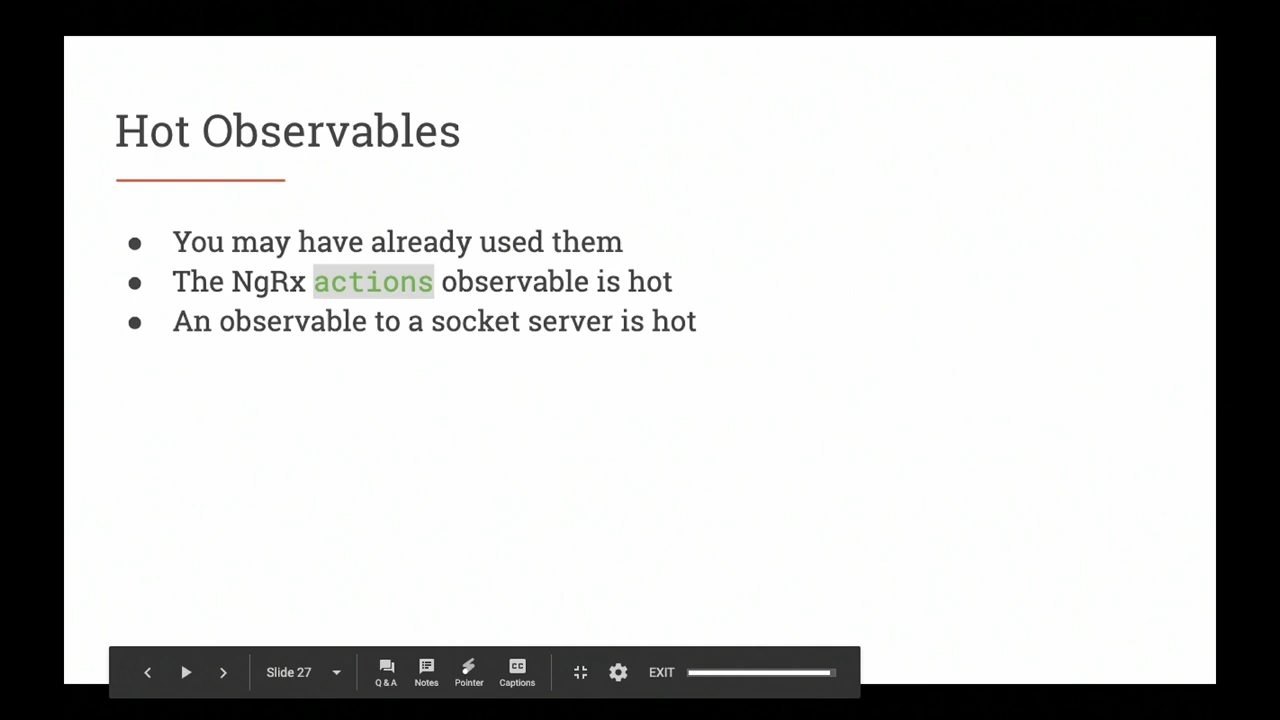 Hot Observables
● You may have already used them
● The NgRx actions observable is hot
● An observable to a socket server is hot
Slide 27
Q & A
Notes
Pointer
CC
Captions
EXIT